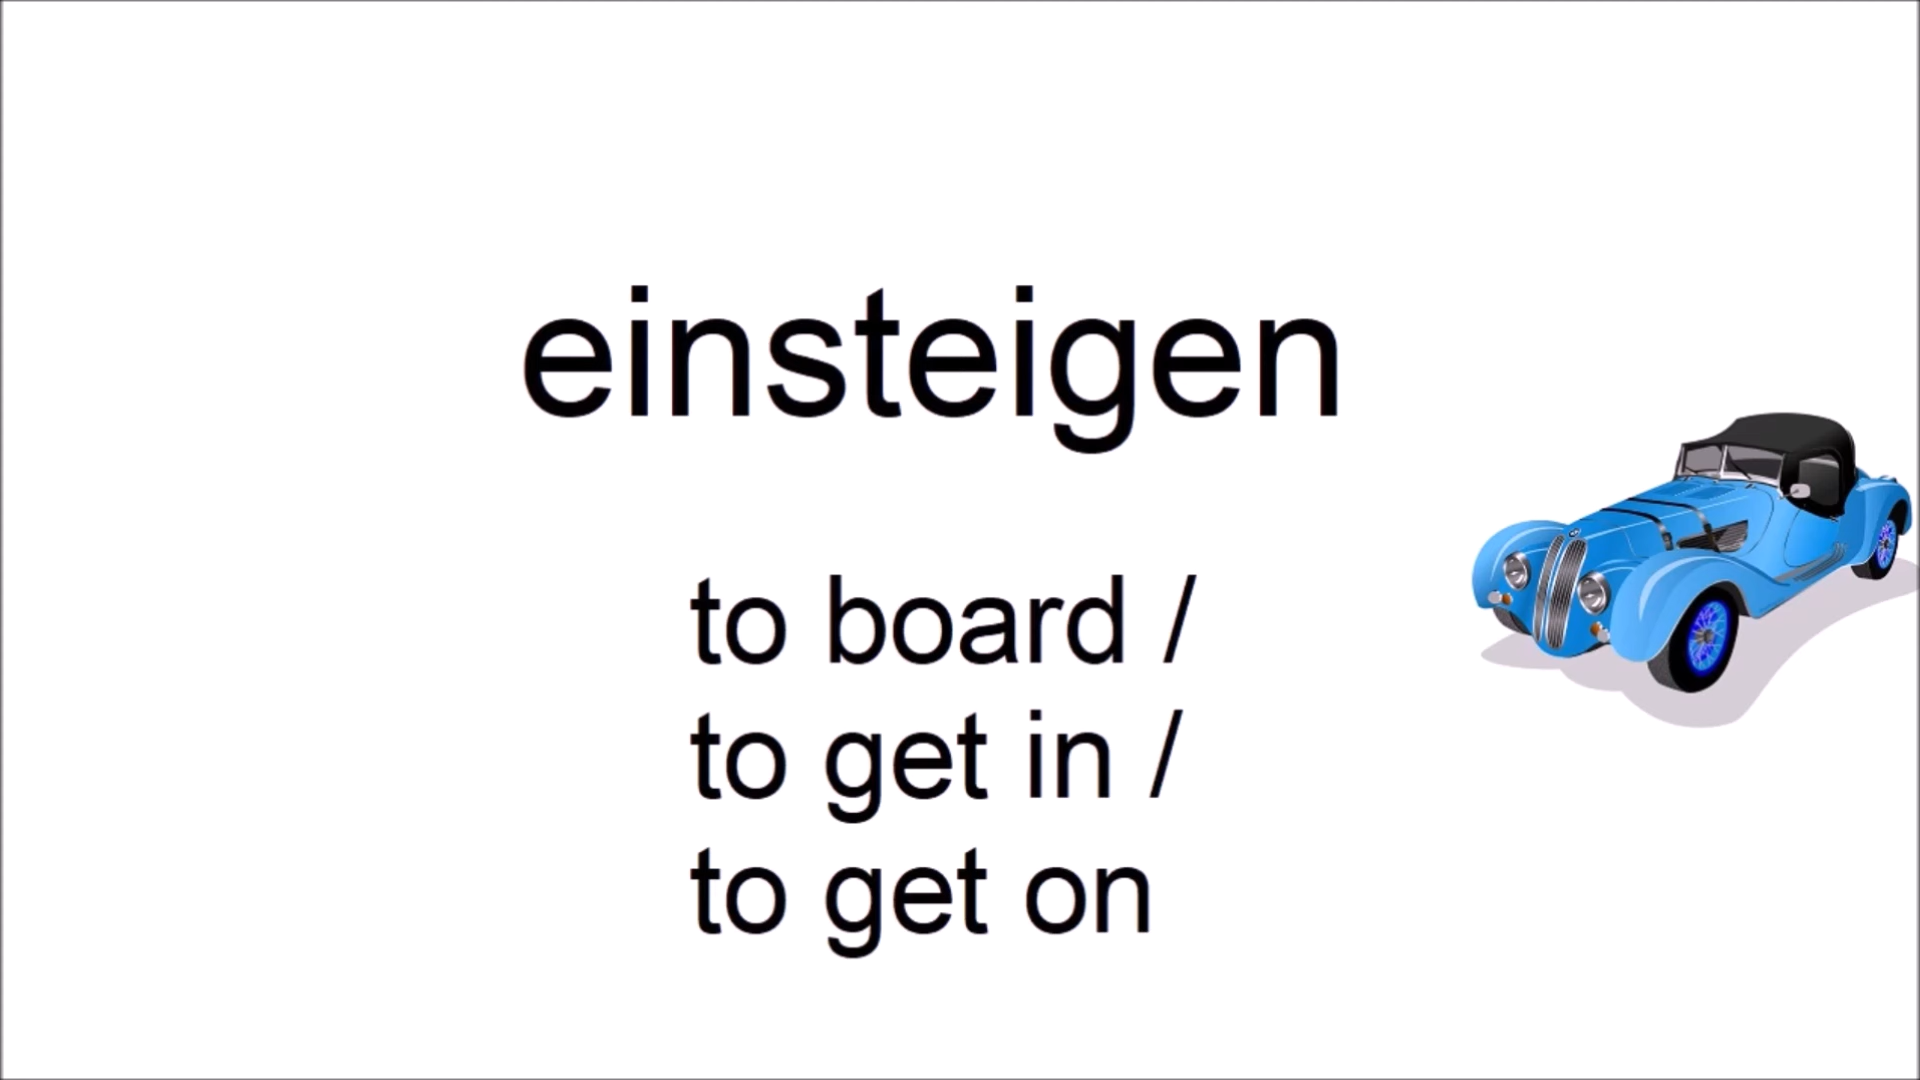 einsteigen
to board /
to get in /
to get on